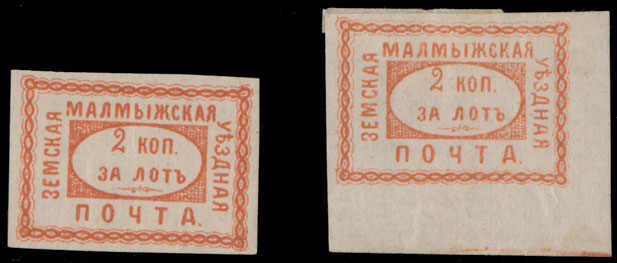 МАЛМЫЖСКАЯ
ЗЕМСКАЯ
УѢЗДНАЯ
2 КОП.
ЗА ЛОТЪ
ПОЧТА.
МАЛМЫЖСКАЯ
ЗЕМСКАЯ
УѢЗДНАЯ
2 КОП.
ЗА ЛОТЪ
ПОЧТА.